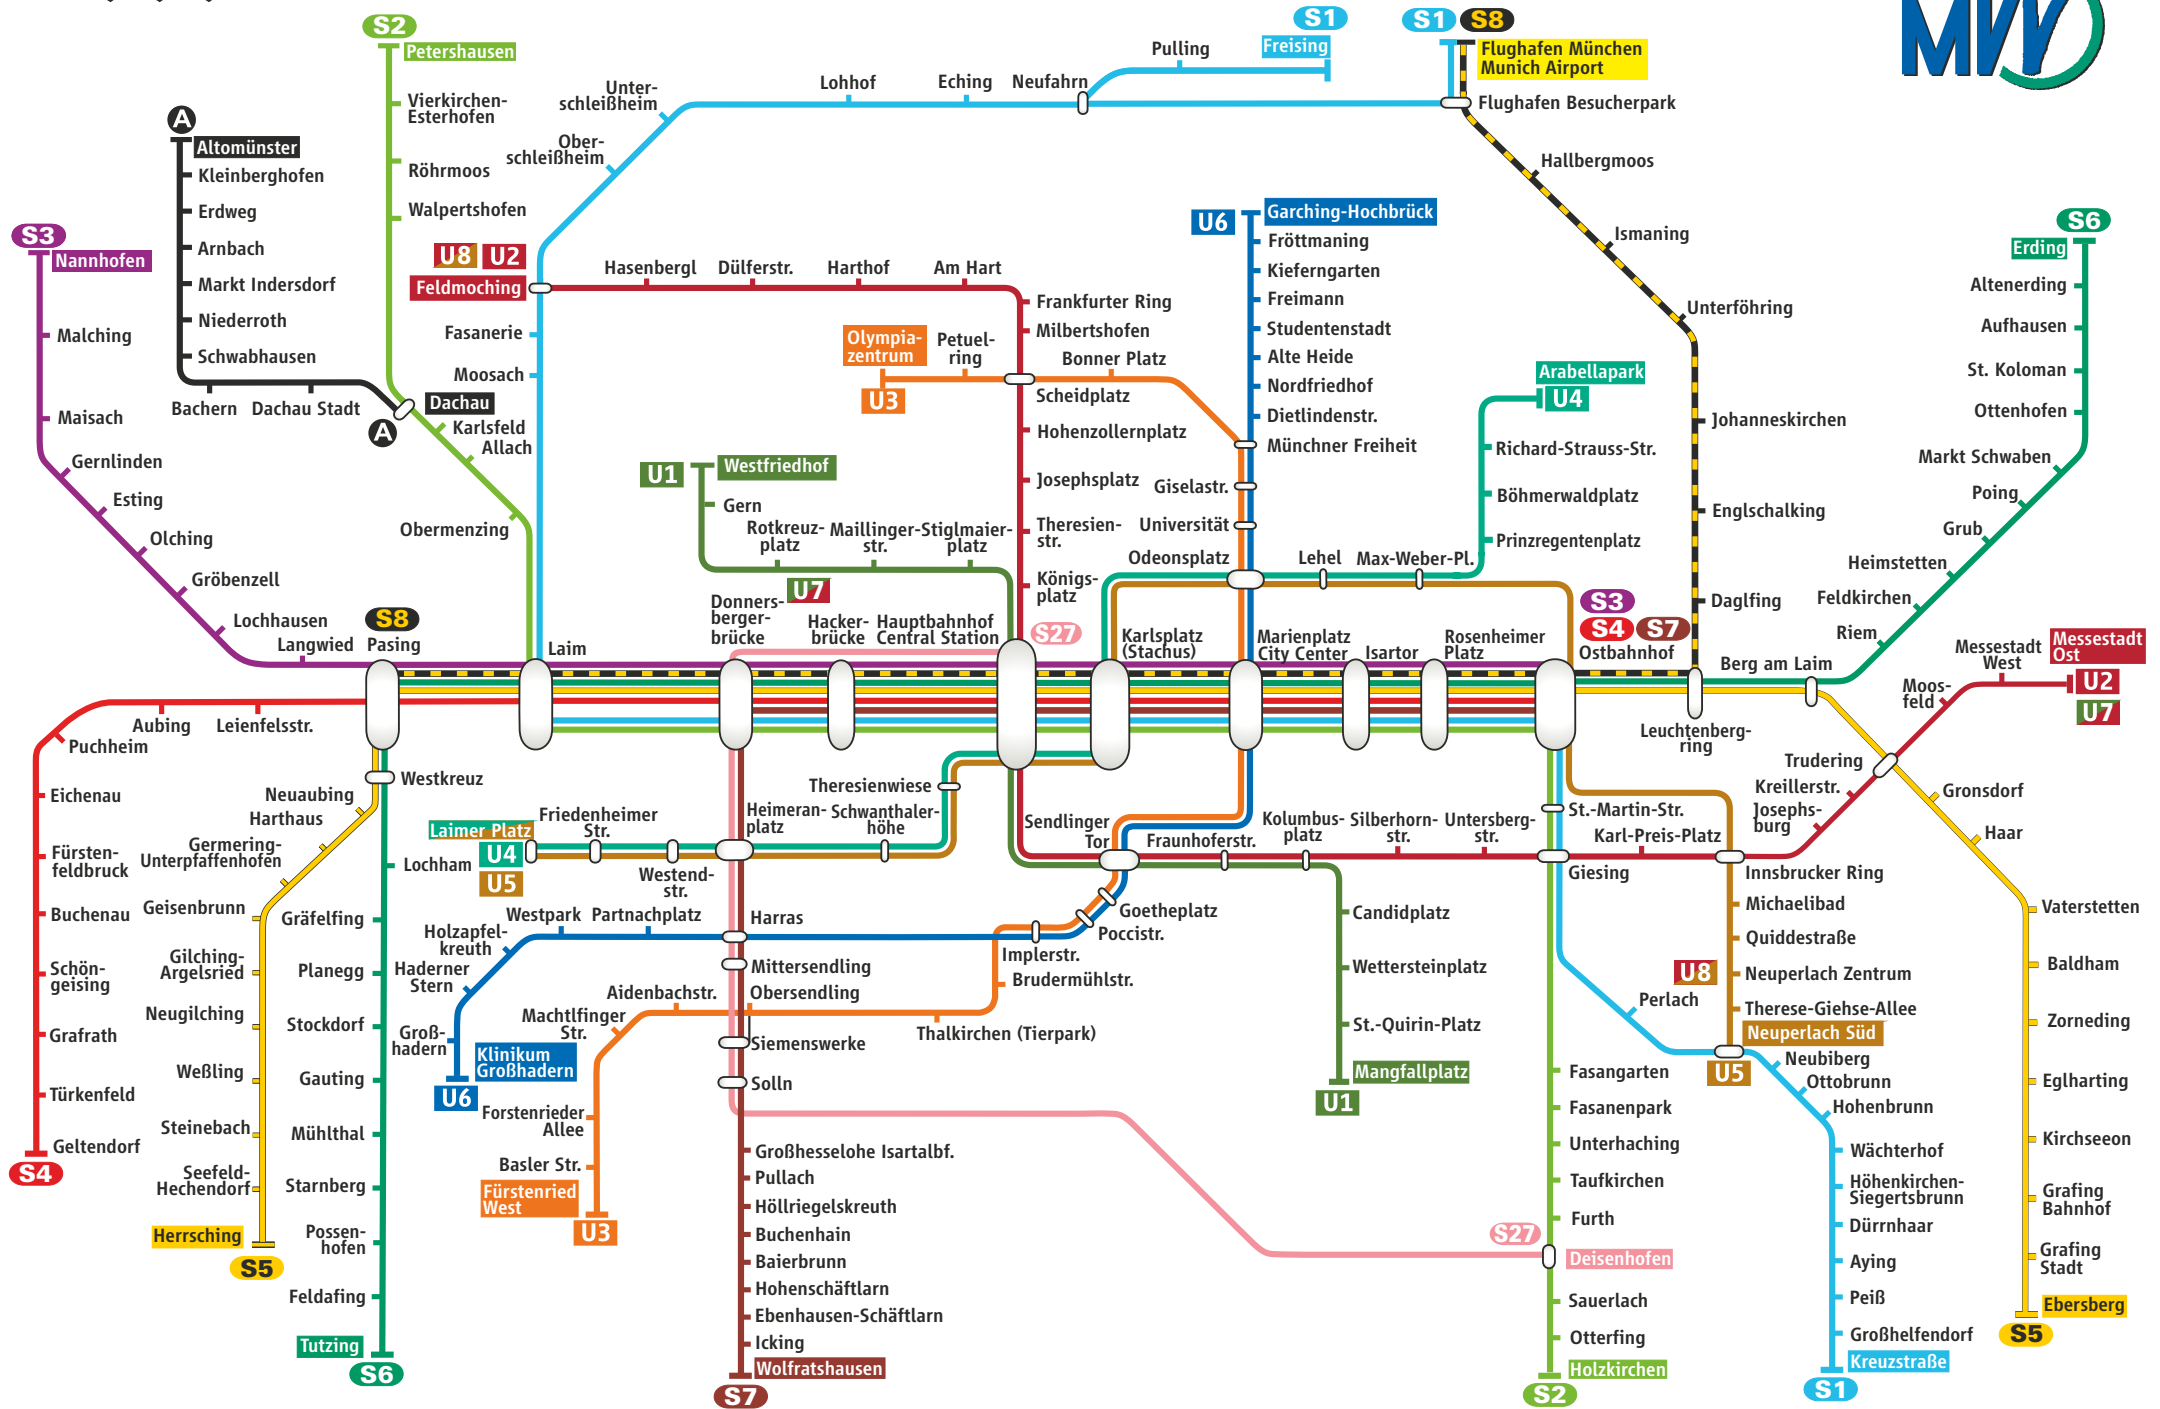 S2
Petershausen
Vierkirchen-
Esterhofen
Röhrmoos
Walpertshofen
A
Altomünster
Kleinberghofen
Erdweg
Arnbach
Markt Indersdorf
Niederroth
Schwabhausen
Bachern
Dachau Stadt
Dachau
A
Karlsfeld
Allach
Obermenzing
S3
Nannhofen
Malching
Maisach
Gernlinden
Esting
Olching
Gröbenzell
Lochhausen
Langwied
S1
Freising
Pulling
Neufahrn
Eching
Lohhof
Unter-
schleißheim
Ober-
schleißheim
U8
U2
Feldmoching
Fasanerie
Moosach
S1
S8
Flughafen München
Munich Airport
Flughafen Besucherpark
Hallbergmoos
Ismaning
Unterföhring
Johanneskirchen
Englschalking
Daglfing
MVV
Hasenbergl
Dülferstr.
Harthof
Am Hart
Frankfurter Ring
Milbertshofen
Olympia-
zentrum
U3
Petuel-
ring
Bonner Platz
Scheidplatz
Hohenzollernplatz
Josephsplatz
Theresien-
str.
Königs-
platz
U6
Garching-Hochbrück
Fröttmaning
Kieferngarten
Freimann
Studentenstadt
Alte Heide
Nordfriedhof
Dietlindenstr.
Münchner Freiheit
Giselastr.
Universität
Odeonsplatz
Arabellapark
U4
Richard-Strauss-Str.
Böhmerwaldplatz
Prinzregentenplatz
Max-Weber-Pl.
Lehel
S6
Erding
Altenerding
Aufhausen
St. Koloman
Ottenhofen
Markt Schwaben
Poing
Grub
Heimstetten
Feldkirchen
Riem
Berg am Laim
U1
Westfriedhof
Gern
Rotkreuz-
platz
U7
Maillinger-
str.
Stiglmaier-
platz
S8
Pasing
Laim
Donners-
berger-
brücke
Hacker-
brücke
Hauptbahnhof
Central Station
S27
Karlsplatz
(Stachus)
Marienplatz
City Center
Isartor
Rosenheimer
Platz
S3
S4
S7
Ostbahnhof
Leuchtenberg-
ring
Messestadt
West
Messestadt
Ost
U2
U7
Moos-
feld
Trudering
Kreillerstr.
Josephs-
burg
Gronsdorf
Haar
Vaterstetten
Baldham
Zorneding
Eglharting
Kirchseeon
Grafing
Bahnhof
Grafing
Stadt
Ebersberg
S5
Aubing
Leienfelsstr.
Puchheim
Eichenau
Fürsten-
feldbruck
Buchenau
Schön-
geising
Grafrath
Türkenfeld
Geltendorf
S4
Westkreuz
Neuaubing
Harthaus
Germering-
Unterpfaffenhofen
Geisenbrunn
Gilching-
Argelsried
Neugilching
Weßling
Steinebach
Seefeld-
Hechendorf
Herrsching
S5
Lochham
Gräfelfing
Planegg
Stockdorf
Gauting
Mühlthal
Starnberg
Possen-
hofen
Feldafing
Tutzing
S6
Laimer Platz
U4
U5
Friedenheimer
Str.
Westend-
str.
Heimeran-
platz
Schwanthaler-
höhe
Theresienwiese
Sendlinger
Tor
Fraunhoferstr.
Kolumbus-
platz
Silberhorn-
str.
Untersberg-
str.
Giesing
St.-Martin-Str.
Karl-Preis-Platz
Innsbrucker Ring
Michaelibad
Quiddestraße
U8
Neuperlach Zentrum
Therese-Giehse-Allee
Neuperlach Süd
U5
Perlach
Neubiberg
Ottobrunn
Hohenbrunn
Wächterhof
Höhenkirchen-
Siegertsbrunn
Dürrnhaar
Aying
Peiß
Großhelfendorf
Kreuzstraße
S1
Candidplatz
Wettersteinplatz
St.-Quirin-Platz
Mangfallplatz
U1
Goetheplatz
Poccistr.
Implerstr.
Brudermühlstr.
Thalkirchen (Tierpark)
Obersendling
Aidenbachstr.
Machtlfinger
Str.
Forstenrieder
Allee
Basler Str.
Fürstenried
West
U3
Harras
Partnachplatz
Westpark
Holzapfel-
kreuth
Haderner
Stern
Groß-
hadern
Klinikum
Großhadern
U6
Mittersendling
Siemenswerke
Solln
Großhesselohe Isartalbf.
Pullach
Höllriegelskreuth
Buchenhain
Baierbrunn
Hohenschäftlarn
Ebenhausen-Schäftlarn
Icking
Wolfratshausen
S7
Fasangarten
Fasanenpark
Unterhaching
Taufkirchen
Furth
S27
Deisenhofen
Sauerlach
Otterfing
Holzkirchen
S2